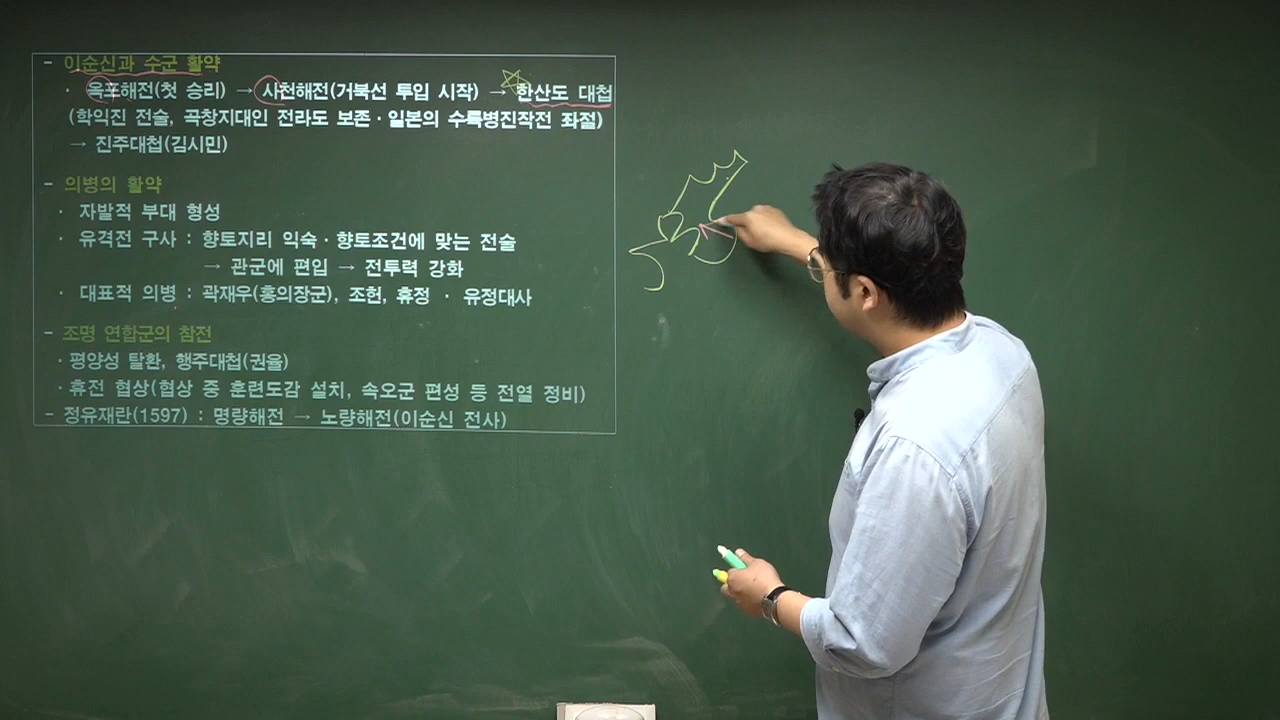 - 이순신과 수군 활약
· 옥포해전(첫 승리) → 사천해전(거북선 투입 시작) → 한산도 대첩
(학익진 전술, 곡창지대인 전라도 보존·일본의 수륙병진작전 좌절)
→ 진주대첩(김시민)
- 의병의 활약
· 자발적 부대 형성
· 유격전 구사 : 향토지리 익숙·향토조건에 맞는 전술
→ 관군에 편입 → 전투력 강화
· 대표적 의병 : 곽재우(홍의장군), 조헌, 휴정 · 유정대사
- 조명 연합군의 참전
· 평양성 탈환, 행주대첩(권율)
· 휴전 협상(협상 중 훈련도감 설치, 속오군 편성 등 전열 정비)
- 정유재란(1597) : 명량해전 → 노량해전(이순신 전사)